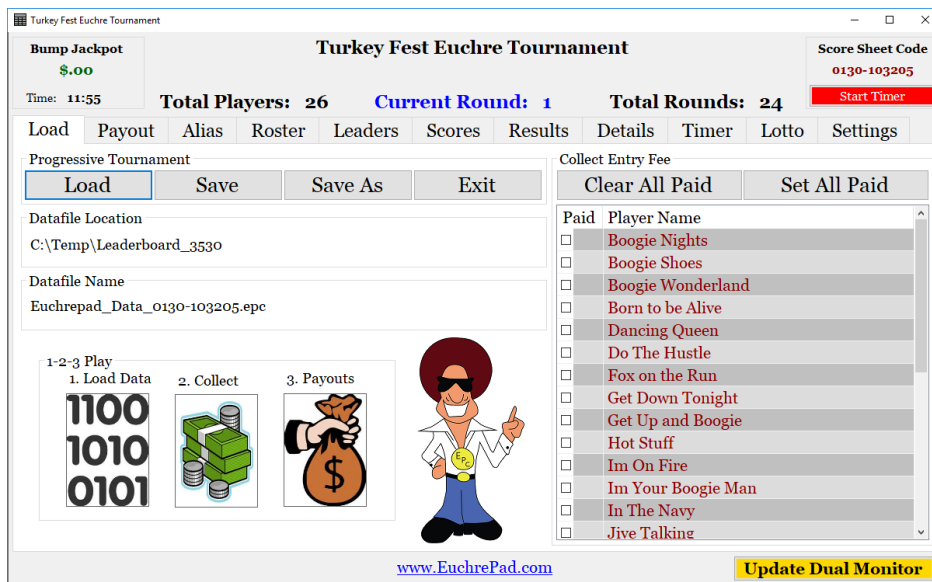 Turkey Fest Euchre Tournament
Bump Jackpot
$.00
Time: 11:55
Turkey Fest Euchre Tournament
Total Players: 26 Current Round: 1 Total Rounds: 24
Score Sheet Code
0130-103205
Start Timer
Load Payout Alias Roster Leaders Scores Results Details Timer Lotto Settings
Progressive Tournament
Load Save Save As Exit
Datafile Location
C:\Temp\Leaderboard_3530
Datafile Name
Euchrepad_Data_0130-103205.epc
1-2-3 Play
1. Load Data 2. Collect 3. Payouts
1100
1010
0101
$
EPC
Collect Entry Fee
Clear All Paid Set All Paid
Paid Player Name
Boogie Nights
Boogie Shoes
Boogie Wonderland
Born to be Alive
Dancing Queen
Do The Hustle
Fox on the Run
Get Down Tonight
Get Up and Boogie
Hot Stuff
Im On Fire
Im Your Boogie Man
In The Navy
Jive Talking
www.EuchrePad.com
Update Dual Monitor